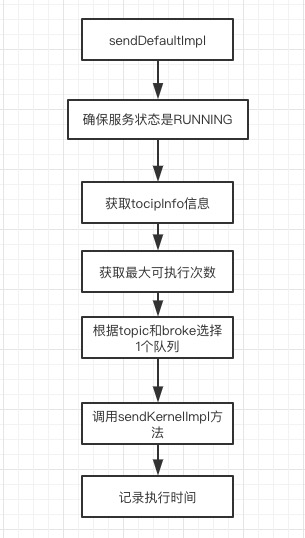 sendDefaultImpl
确保服务状态是RUNNING
获取tocipInfo信息
获取最大可执行次数
根据topic和broke选择
1个队列
调用sendKernelImpl方
法
记录执行时间